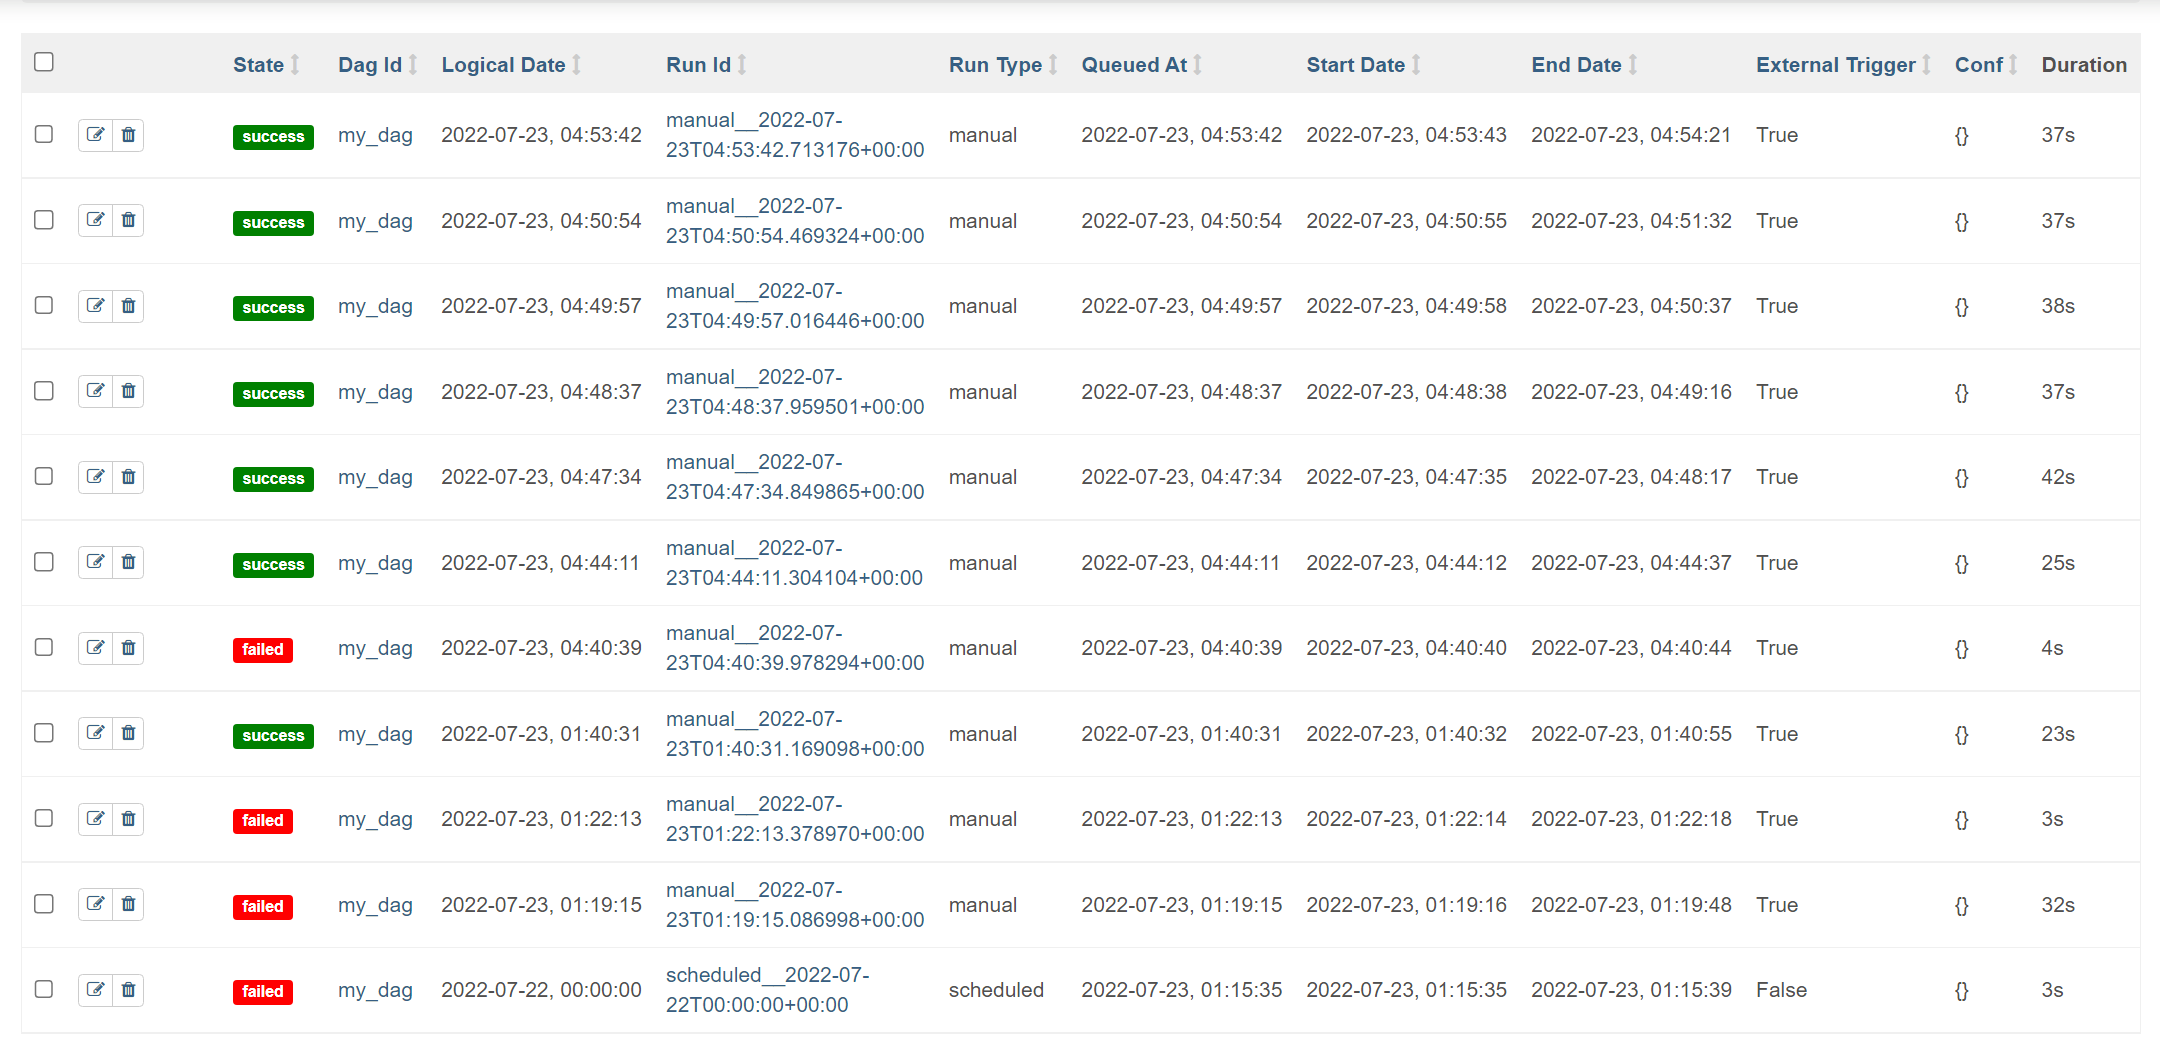 State Dag Id Logical Date Run Id Run Type Queued At Start Date End Date External Trigger Conf Duration
success my_dag 2022-07-23, 04:53:42 manual__2022-07-
23T04:53:42.713176+00:00 manual 2022-07-23, 04:53:42 2022-07-23, 04:53:43 2022-07-23, 04:54:21 True {} 37s
success my_dag 2022-07-23, 04:50:54 manual__2022-07-
23T04:50:54.469324+00:00 manual 2022-07-23, 04:50:54 2022-07-23, 04:50:55 2022-07-23, 04:51:32 True {} 37s
success my_dag 2022-07-23, 04:49:57 manual__2022-07-
23T04:49:57.016446+00:00 manual 2022-07-23, 04:49:57 2022-07-23, 04:49:58 2022-07-23, 04:50:37 True {} 38s
success my_dag 2022-07-23, 04:48:37 manual__2022-07-
23T04:48:37.959501+00:00 manual 2022-07-23, 04:48:37 2022-07-23, 04:48:38 2022-07-23, 04:49:16 True {} 37s
success my_dag 2022-07-23, 04:47:34 manual__2022-07-
23T04:47:34.849865+00:00 manual 2022-07-23, 04:47:34 2022-07-23, 04:47:35 2022-07-23, 04:48:17 True {} 42s
success my_dag 2022-07-23, 04:44:11 manual__2022-07-
23T04:44:11.304104+00:00 manual 2022-07-23, 04:44:11 2022-07-23, 04:44:12 2022-07-23, 04:44:37 True {} 25s
failed my_dag 2022-07-23, 04:40:39 manual__2022-07-
23T04:40:39.978294+00:00 manual 2022-07-23, 04:40:39 2022-07-23, 04:40:40 2022-07-23, 04:40:44 True {} 4s
success my_dag 2022-07-23, 01:40:31 manual__2022-07-
23T01:40:31.169098+00:00 manual 2022-07-23, 01:40:31 2022-07-23, 01:40:32 2022-07-23, 01:40:55 True {} 23s
failed my_dag 2022-07-23, 01:22:13 manual__2022-07-
23T01:22:13.378970+00:00 manual 2022-07-23, 01:22:13 2022-07-23, 01:22:14 2022-07-23, 01:22:18 True {} 3s
failed my_dag 2022-07-23, 01:19:15 manual__2022-07-
23T01:19:15.086998+00:00 manual 2022-07-23, 01:19:15 2022-07-23, 01:19:16 2022-07-23, 01:19:48 True {} 32s
failed my_dag 2022-07-22, 00:00:00 scheduled__2022-07-
22T00:00:00+00:00 scheduled 2022-07-23, 01:15:35 2022-07-23, 01:15:35 2022-07-23, 01:15:39 False {} 3s